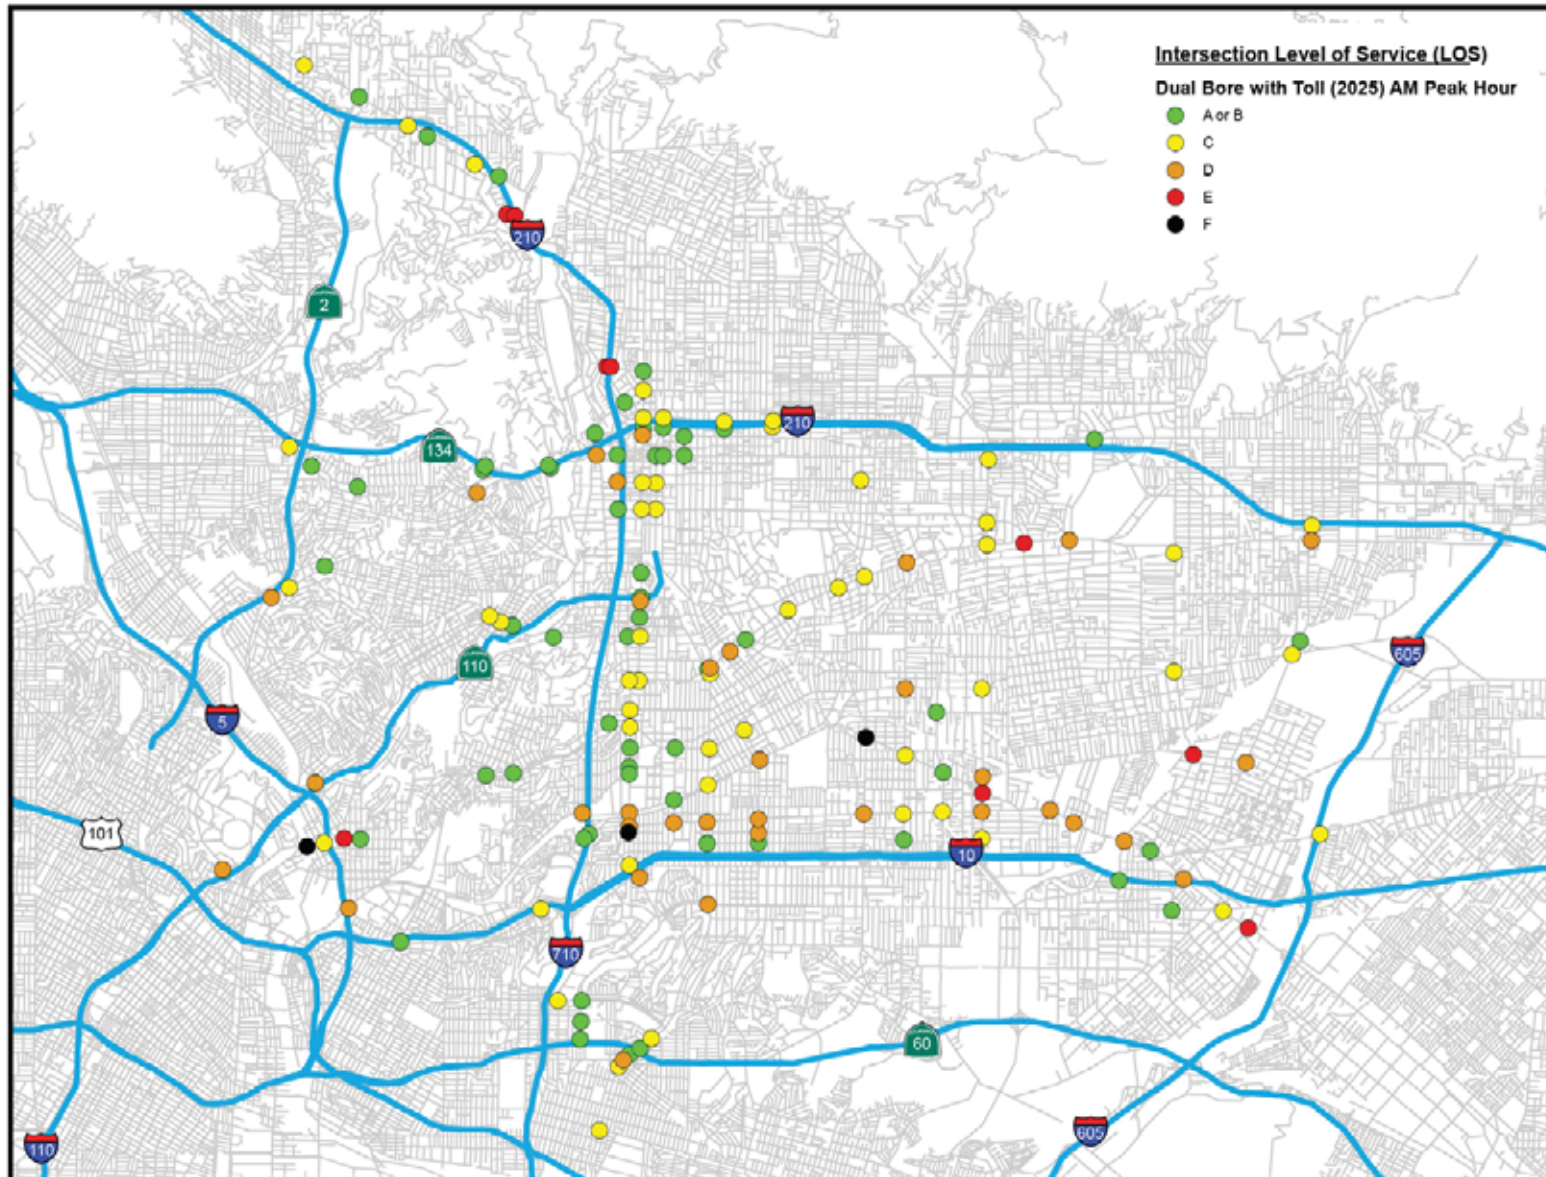 Intersection Level of Service (LOS)
Dual Bore with Toll (2025) AM Peak Hour
A or B
C
D
E
F
210
2
210
134
605
110
5
101
10
710
60
605
110